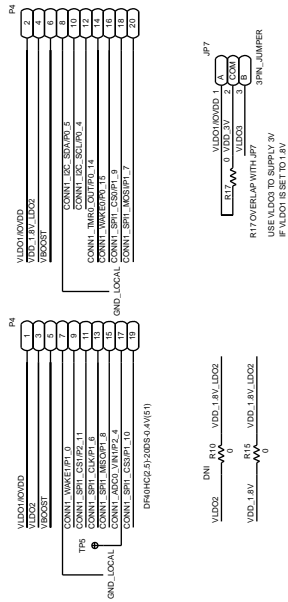 P4
VLDO1/IOVDD
VLDO2
VBOOST
CONN1_WAKE1/P1_0
CONN1_SPI1_CS1/P2_11
CONN1_SPI1_CLK/P1_6
CONN1_SPI1_MISO/P1_8
CONN1_ADC0_VIN1/P2_4
TP5
CONN1_SPI1_CS3/P1_10
GND_LOCAL
1
3
5
7
9
11
13
15
17
19
DF40HC(2.5)-20DS-0.4V(51)
P4
VLDO1/IOVDD
VDD_1.8V_LDO2
VBOOST
CONN1_I2C_SDA/P0_5
CONN1_I2C_SCL/P0_4
CONN1_TMR0_OUT/P0_14
CONN1_WAKE0/P0_15
CONN1_SPI1_CS0/P1_9
CONN1_SPI1_MOSI/P1_7
GND_LOCAL
2
4
6
8
10
12
14
16
18
20
DNI
VLDO2 R10 VDD_1.8V_LDO2
0
VDD_1.8V R15 VDD_1.8V_LDO2
0
JP7
VLDO1/IOVDD 1 A
R17 0 VDD_3V 2 COM
VLDO3 3 B
3PIN_JUMPER
R17 OVERLAP WITH JP7
USE VLDO3 TO SUPPLY 3V
IF VLDO1 IS SET TO 1.8V